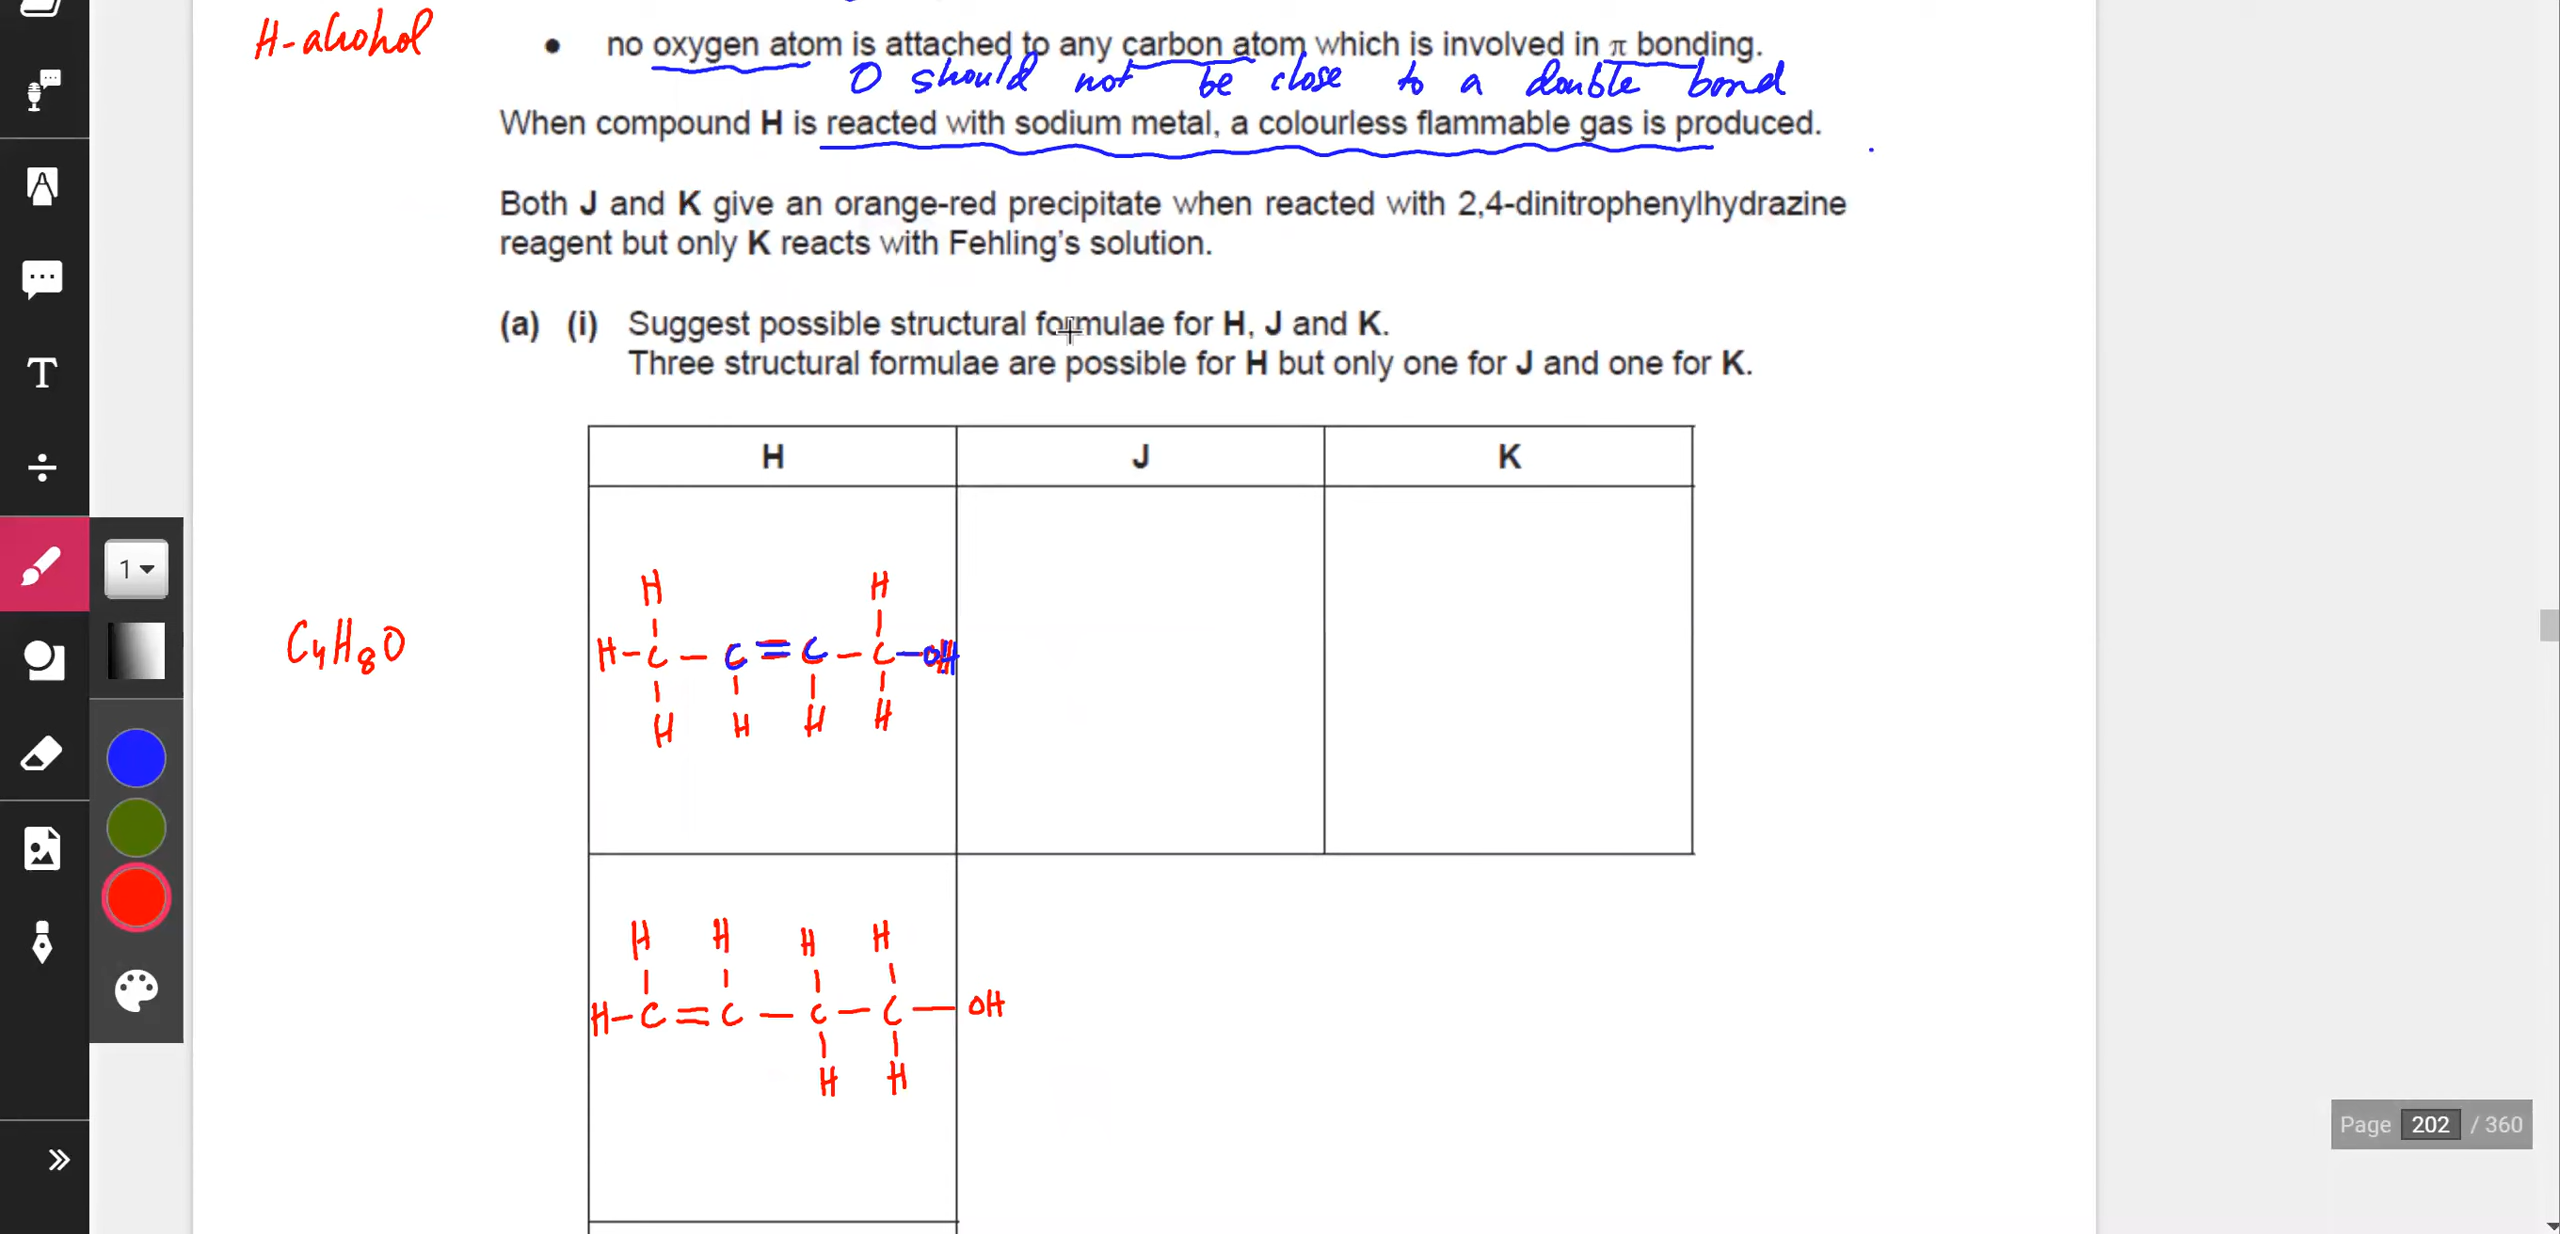 H-alcohol
• no oxygen atom is attached to any carbon atom which is involved in π bonding.
O should not be close to a double bond
When compound H is reacted with sodium metal, a colourless flammable gas is produced.
Both J and K give an orange-red precipitate when reacted with 2,4-dinitrophenylhydrazine
reagent but only K reacts with Fehling's solution.
(a) (i) Suggest possible structural formulae for H, J and K.
Three structural formulae are possible for H but only one for J and one for K.
H J K
T
1
C4H8O
H H
H-C-C=C-C-OH
H H H H
H H H H
H-C=C-C-C-OH
H H
Page 202 / 360